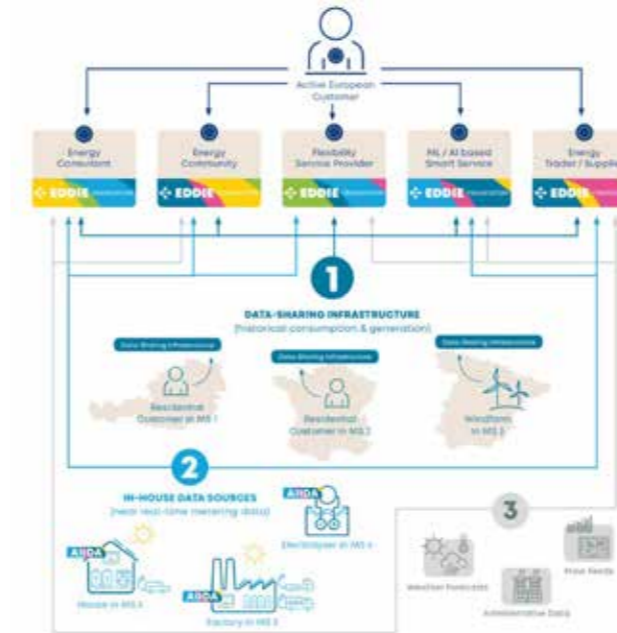 Active European
Customer
Energy
Consultant
Energy
Community
Flexibility
Service Provider
ML / AI based
Smart Service
Energy
Trader / Supplie
EDDIE
EDDIE
EDDIE
EDDIE
EDDIE
1
DATA-SHARING INFRASTRUCTURE
(historical consumption & generation)
Data Sharing Infrastructure
Data Sharing Infrastructure
Data Sharing Infrastructure
Residential
Customer in MS 1
Residential
Customer in MS 2
Windfarm
in MS 3
2
IN-HOUSE DATA SOURCES
(near real-time metering data)
AIIDA
Electrolyser in MS 4
AIIDA
House in MS
AIIDA
Factory in MS 5
3
Weather Forecasts
Price Feeds
Administrative Data